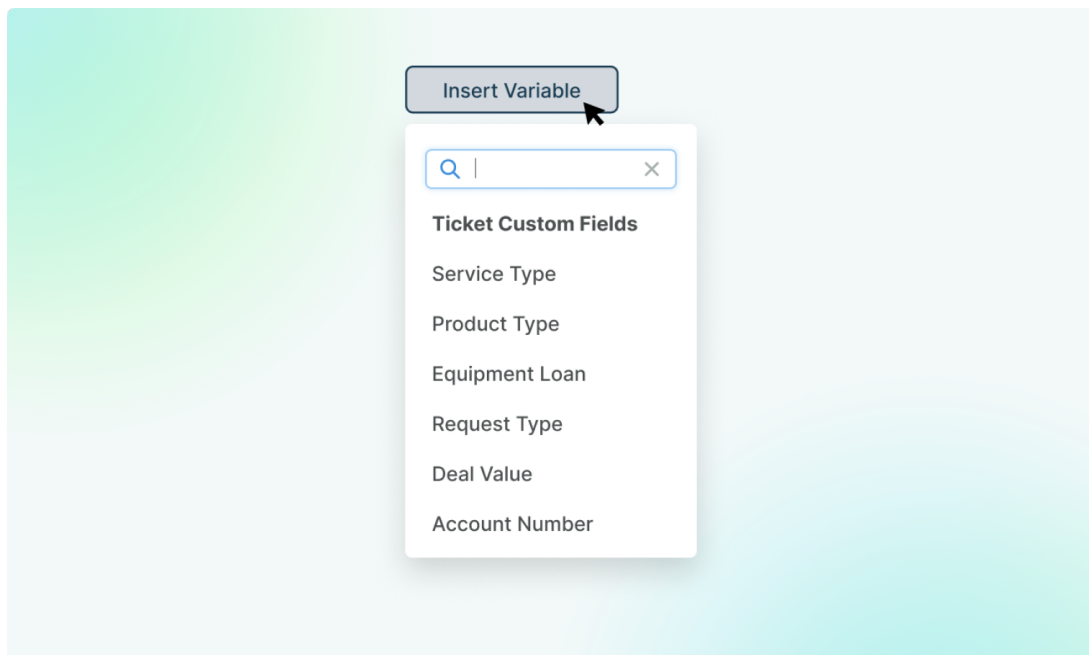 Insert Variable
Ticket Custom Fields
Service Type
Product Type
Equipment Loan
Request Type
Deal Value
Account Number